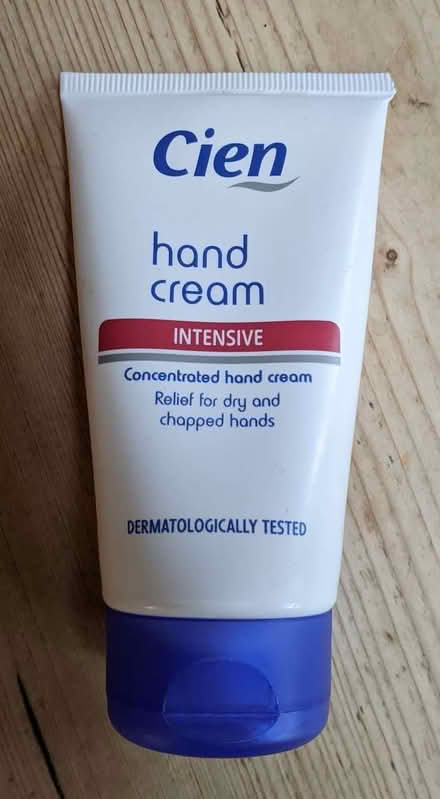 Cien
hand
cream
INTENSIVE
Concentrated hand cream
Relief for dry and
chapped hands
DERMATOLOGICALLY TESTED